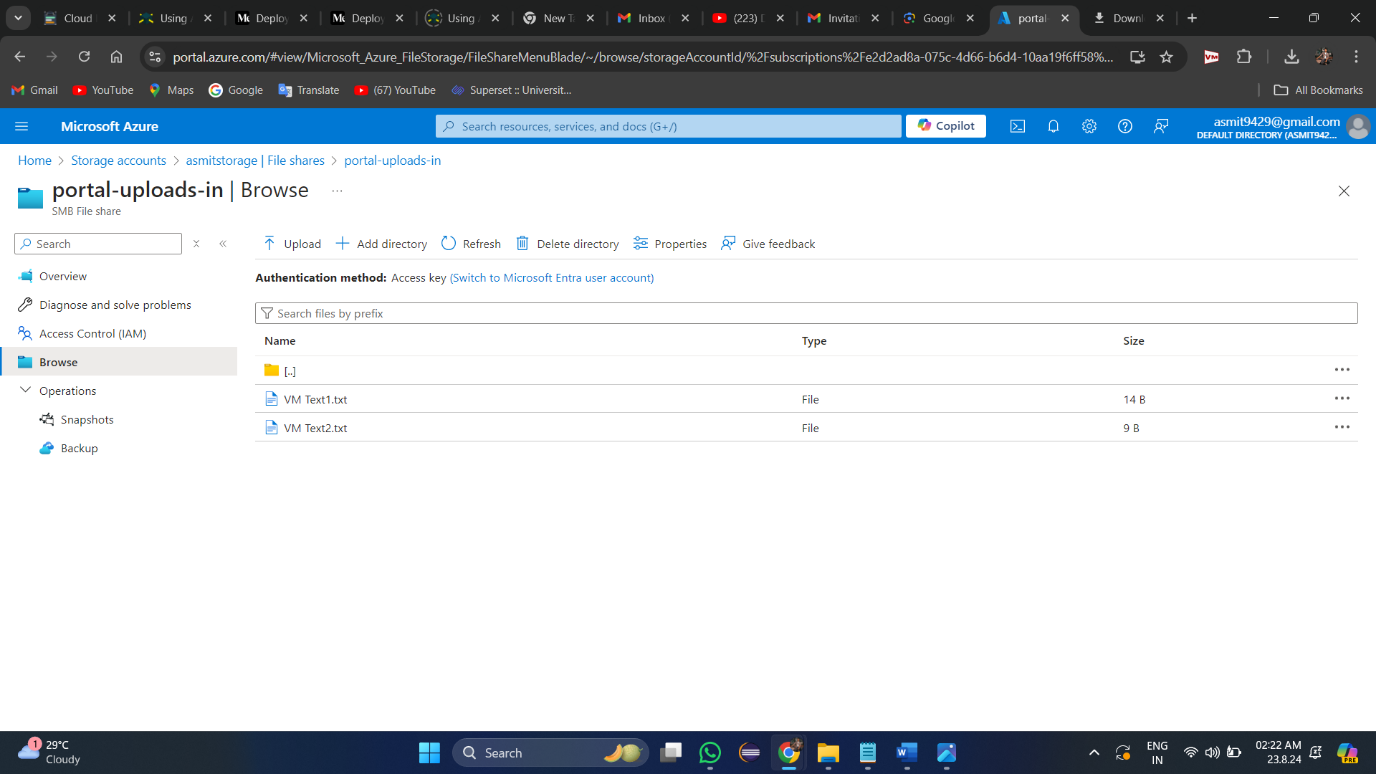 Cloud
Using
Deploy
Deploy
Using
New T
Inbox
(223)
Invitat
Googl
portal-
Downl
portal.azure.com/#view/Microsoft_Azure_FileStorage/FileShareMenuBlade/~/browse/storageAccountId/%2Fsubscriptions%2Fe2d2ad8a-075c-4d66-b6d4-10aa19f6ff58%...
Gmail YouTube Maps Google Translate (67) YouTube Superset :: Universit... All Bookmarks
Microsoft Azure
Search resources, services, and docs (G+/)
Copilot
asmit9429@gmail.com
DEFAULT DIRECTORY (ASMIT942...
Home > Storage accounts > asmitstorage | File shares > portal-uploads-in
portal-uploads-in | Browse ...
SMB File share
Search
Overview
Diagnose and solve problems
Access Control (IAM)
Browse
Operations
Snapshots
Backup
Upload Add directory Refresh Delete directory Properties Give feedback
Authentication method: Access key (Switch to Microsoft Entra user account)
Search files by prefix
Name Type Size
[..]
VM Text1.txt File 14 B
VM Text2.txt File 9 B
1
29°C
Cloudy
Search
ENG
IN
02:22 AM
23.8.24
PRE